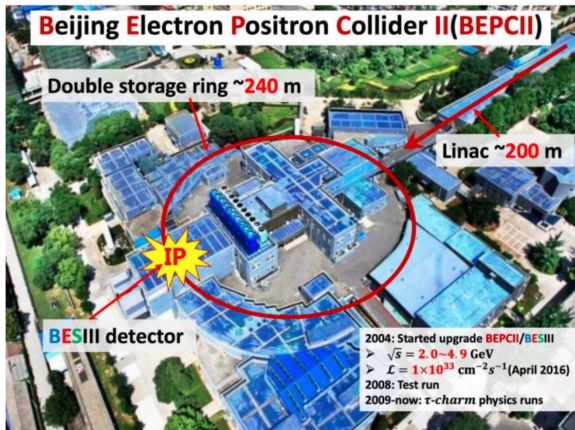 Beijing Electron Positron Collider II(BEPCII)
Double storage ring ~240 m
Linac ~200 m
IP
BESIII detector
2004: Started upgrade BEPCII/BESIII
➢ √s = 2.0~4.9 GeV
➢ ℒ = 1×10³³ cm⁻²s⁻¹(April 2016)
2008: Test run
2009-now: τ-charm physics runs